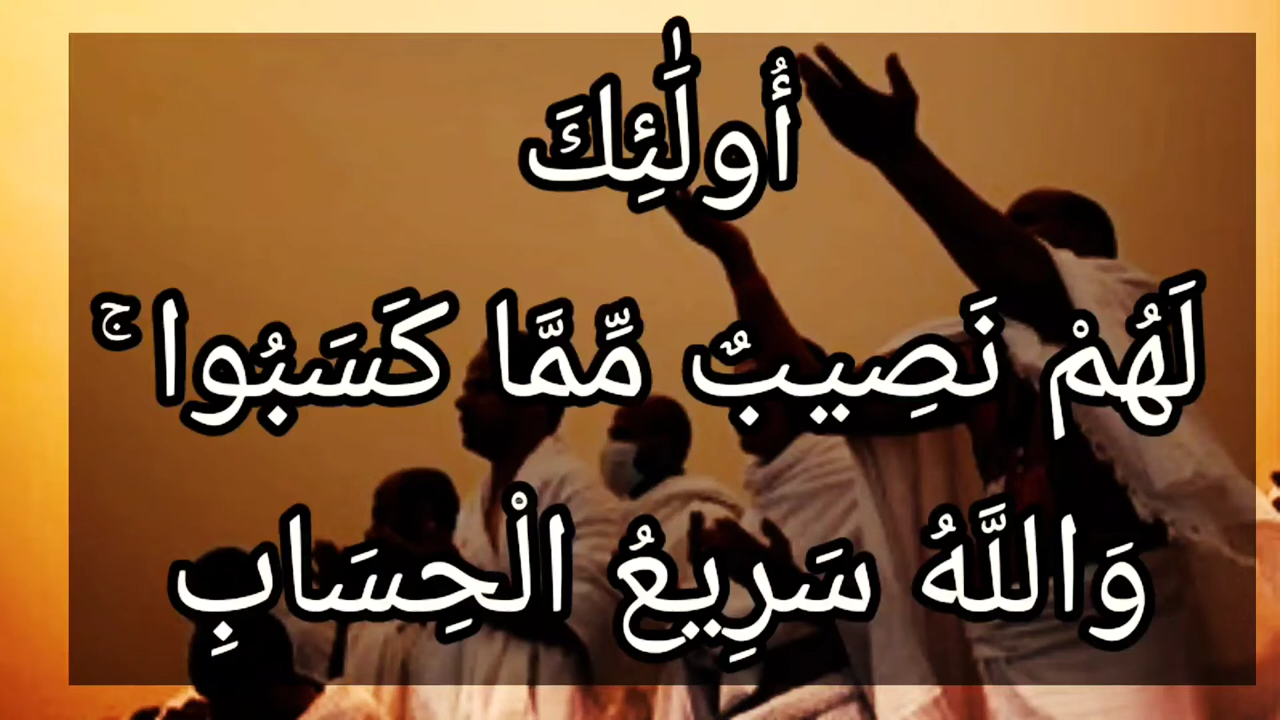 أُولَٰئِكَ
لَهُمْ نَصِيبٌ مِّمَّا كَسَبُوا ۚ
وَاللَّهُ سَرِيعُ الْحِسَابِ